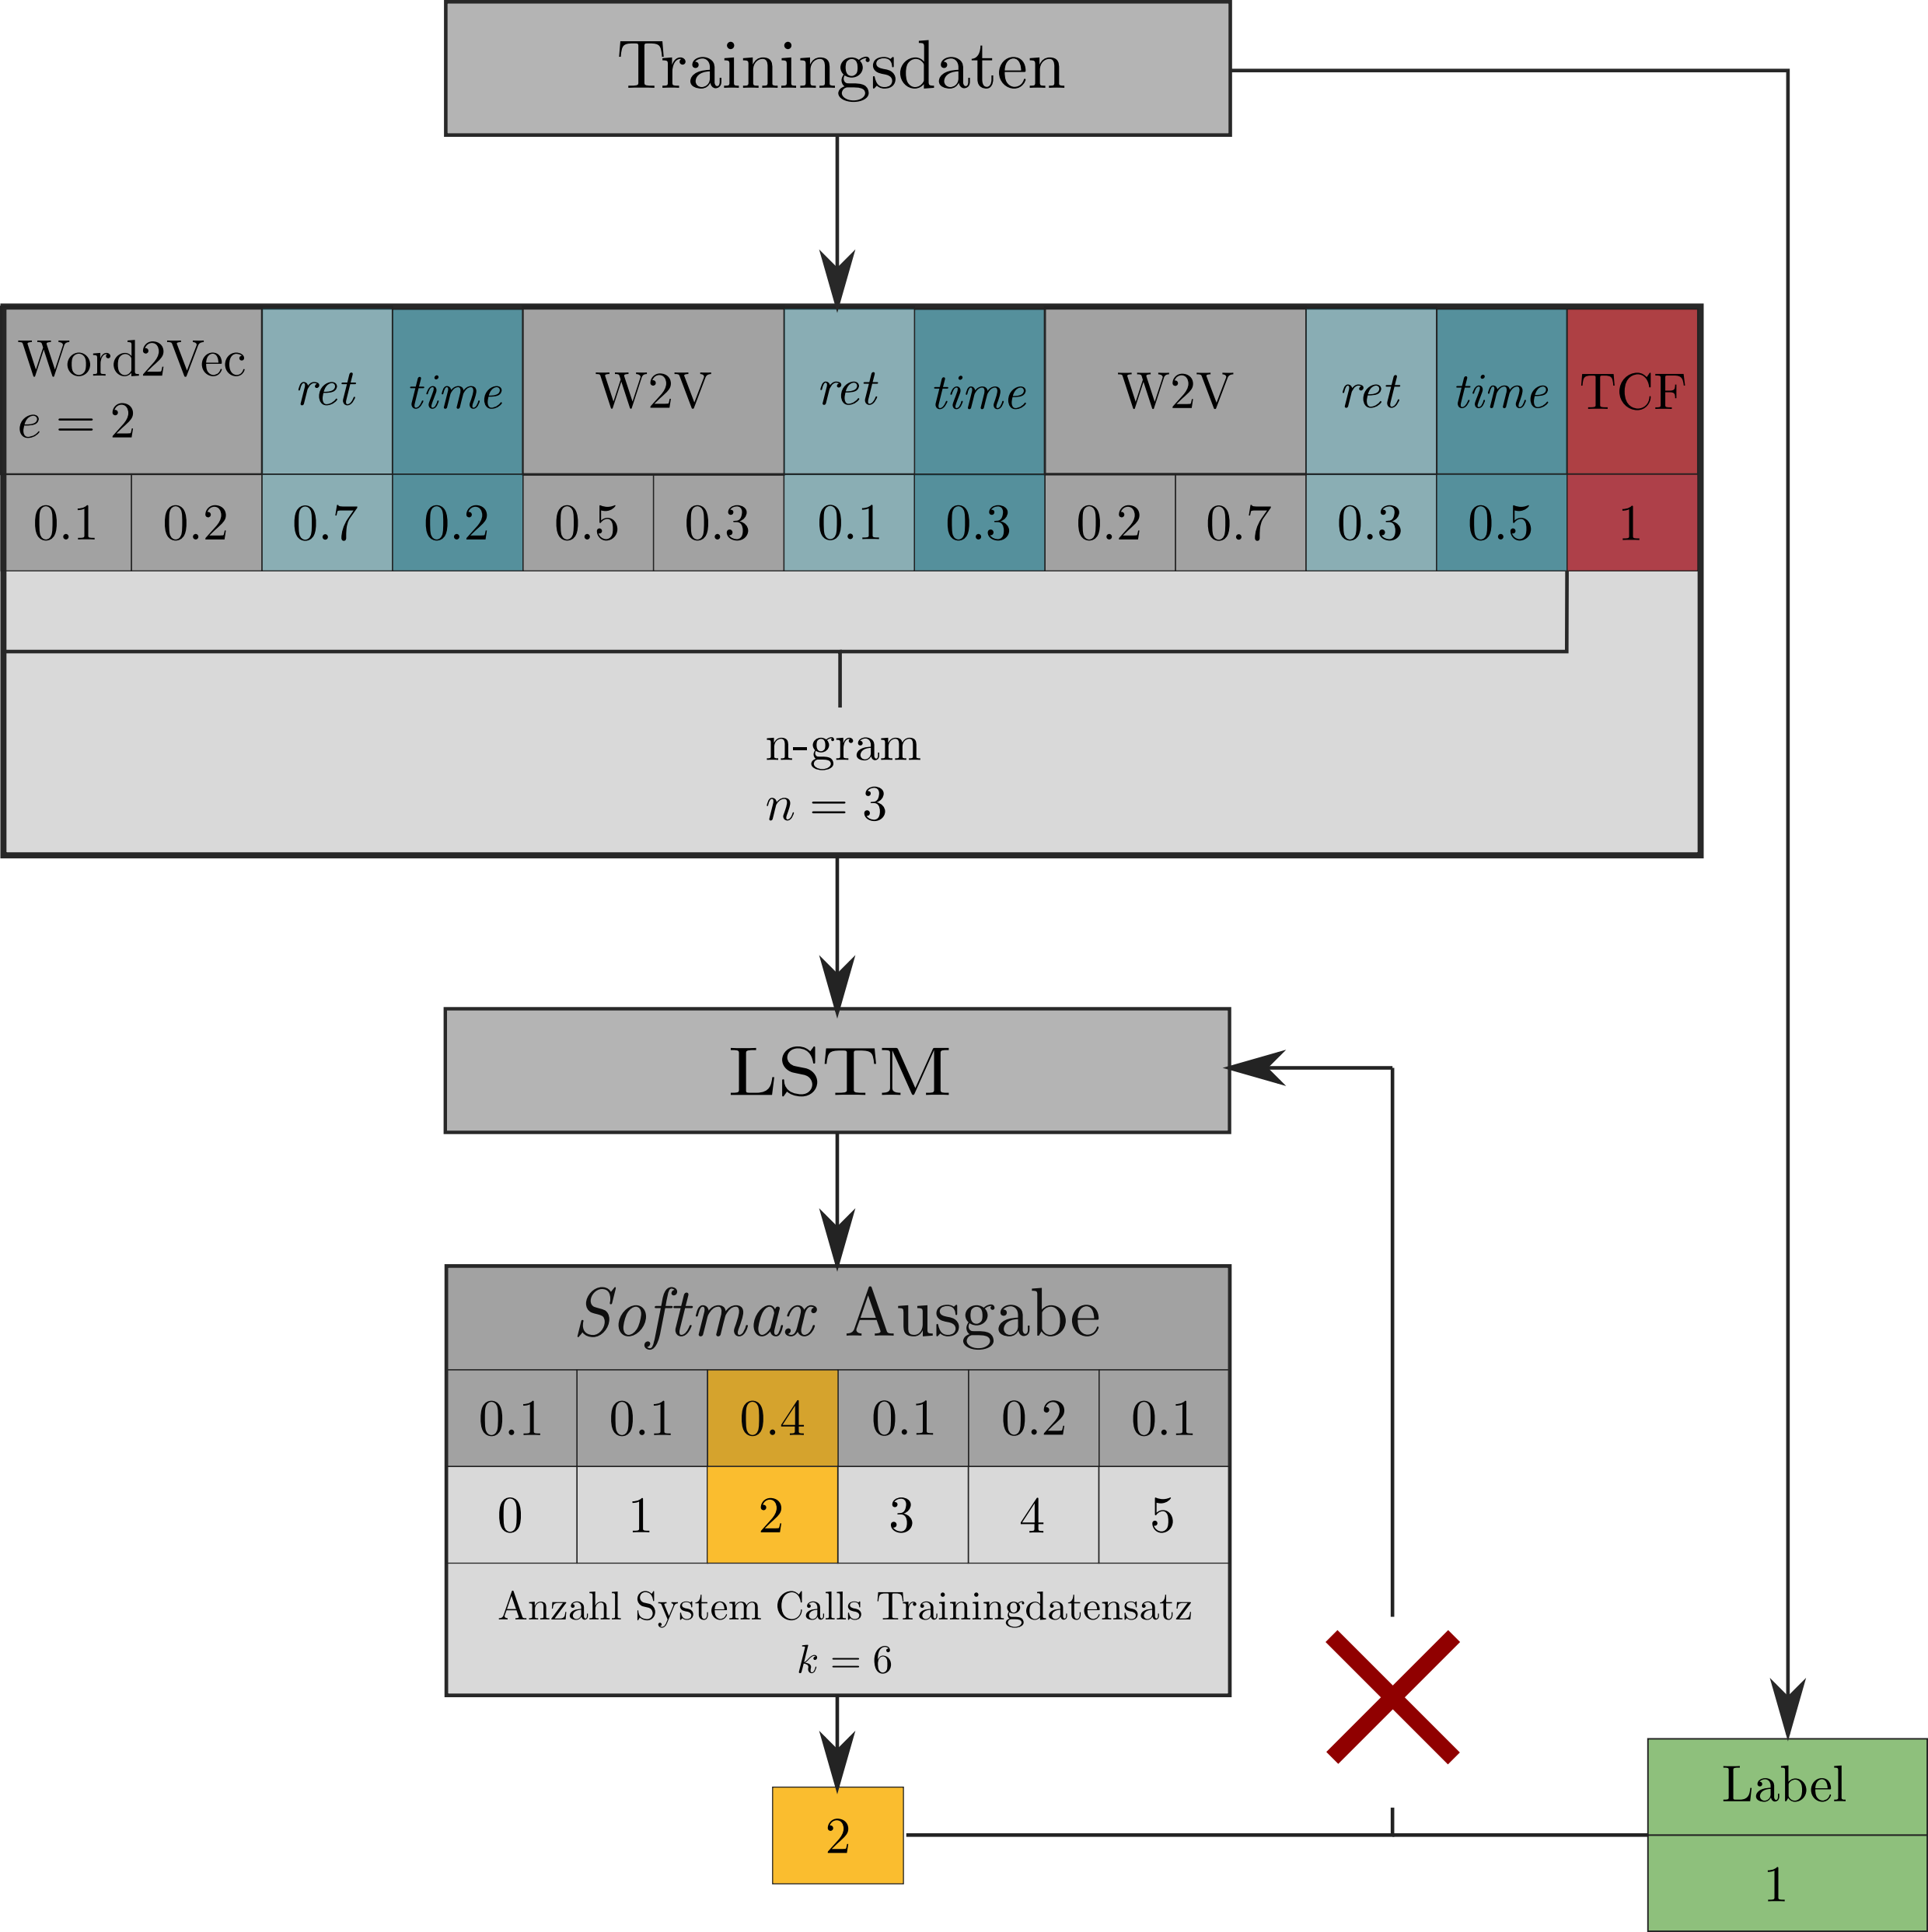 Trainingsdaten
Word2Vec
e = 2
ret
time
W2V
ret
time
W2V
ret
time
TCF
0.1 0.2 0.7 0.2 0.5 0.3 0.1 0.3 0.2 0.7 0.3 0.5 1
n-gram
n = 3
LSTM
Softmax Ausgabe
0.1 0.1 0.4 0.1 0.2 0.1
0 1 2 3 4 5
Anzahl System Calls Trainingdatensatz
k = 6
Label
2
1